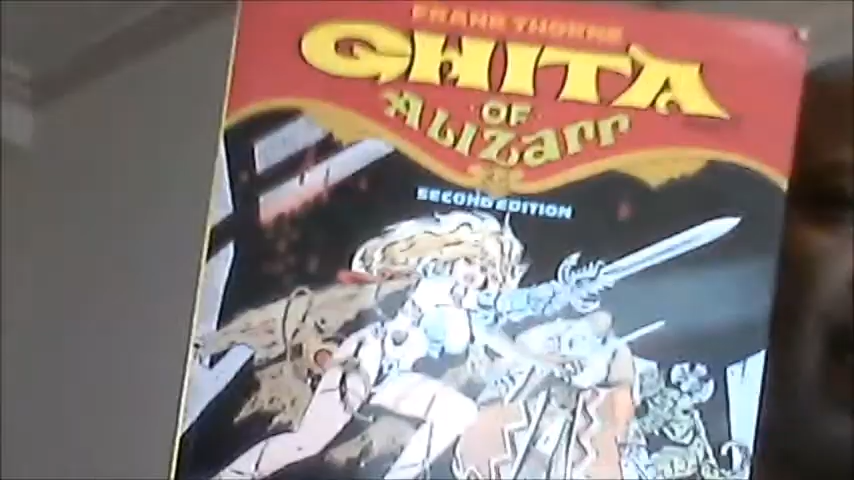 FRANK THORNE
GHITA
OF
ALIZARR
SECOND EDITION